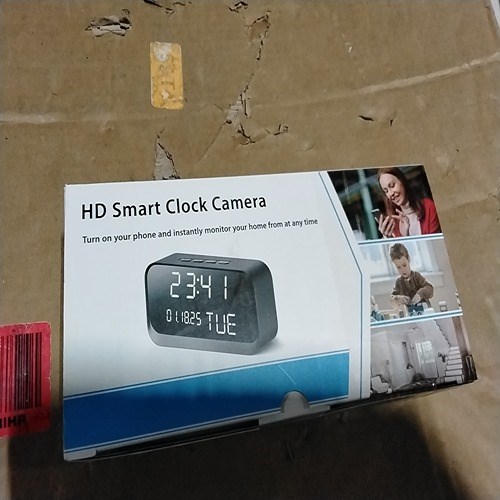 HD Smart Clock Camera
Turn on your phone and instantly monitor your home from at any time
23:41
01.18.25 TUE